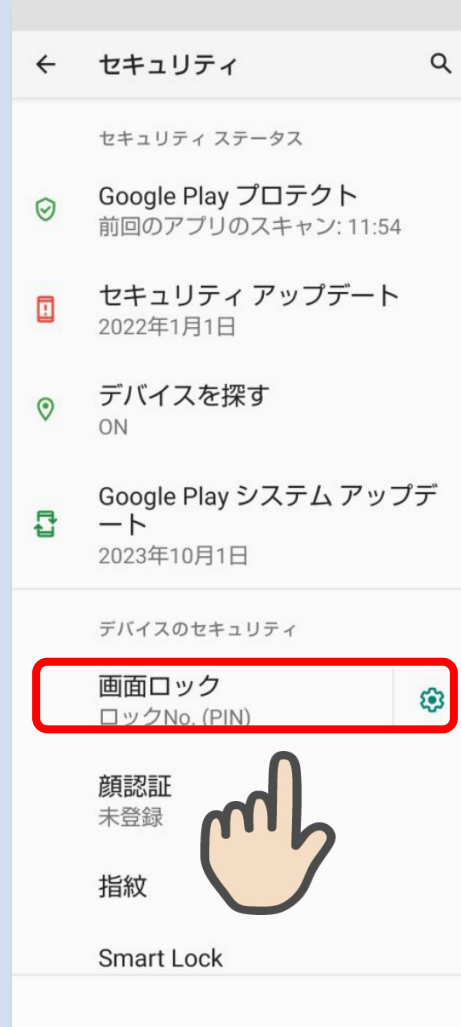 セキュリティ
セキュリティ ステータス
Google Play プロテクト
前回のアプリのスキャン: 11:54
セキュリティ アップデート
2022年1月1日
デバイスを探す
ON
Google Play システム アップデ
ート
2023年10月1日
デバイスのセキュリティ
画面ロック
ロックNo. (PIN)
顔認証
未登録
指紋
Smart Lock